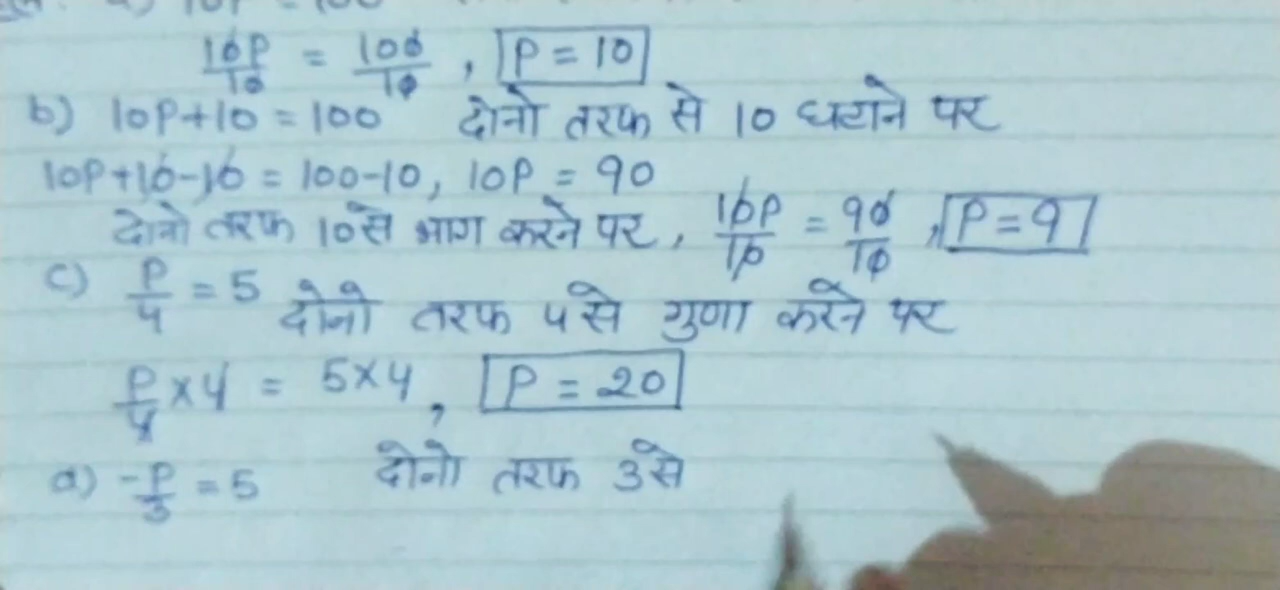 a) 10P = 100
10P/10 = 100/10 , P = 10
b) 10P+10 = 100 दोनो तरफ से 10 घटाने पर
10P+10-10 = 100-10, 10P = 90
दोनो तरफ 10 से भाग करने पर, 10P/10 = 90/10 , P = 9
c) P/4 = 5 दोनो तरफ 4 से गुणा करने पर
P/4 ×4 = 5×4 , P = 20
d) -P/3 = 5 दोनो तरफ 3 से